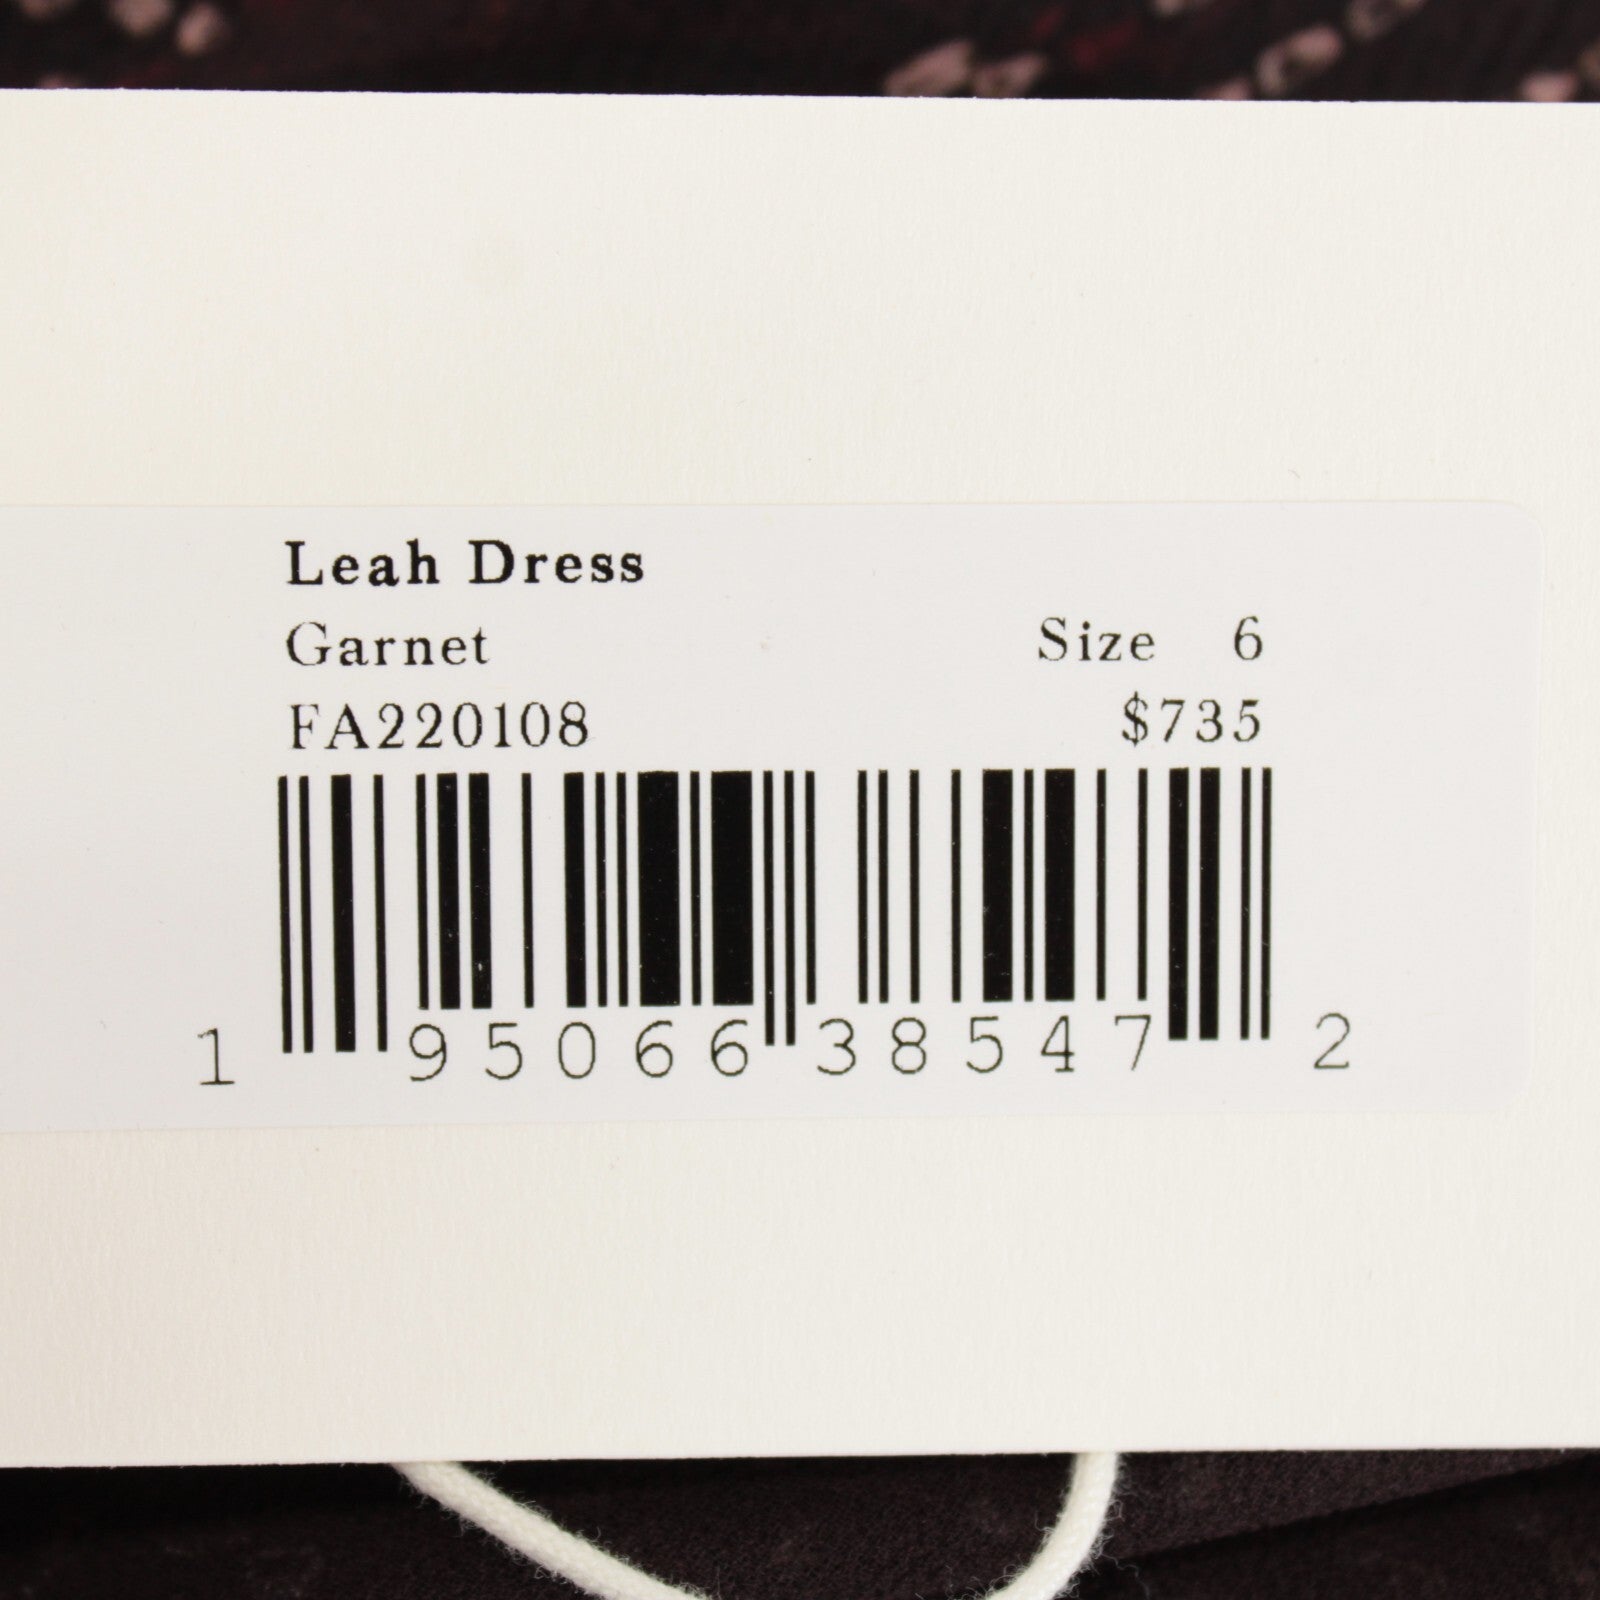 Leah Dress
Garnet Size 6
FA220108 $735
1 95066 38547 2